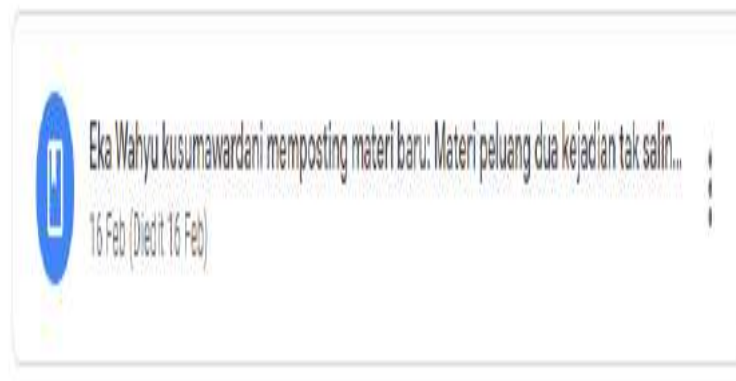 Eka Wahyu kusumawardani memposting materi baru: Materi peluang dua kejadian tak salin...
16 Feb (Diedit 16 Feb)